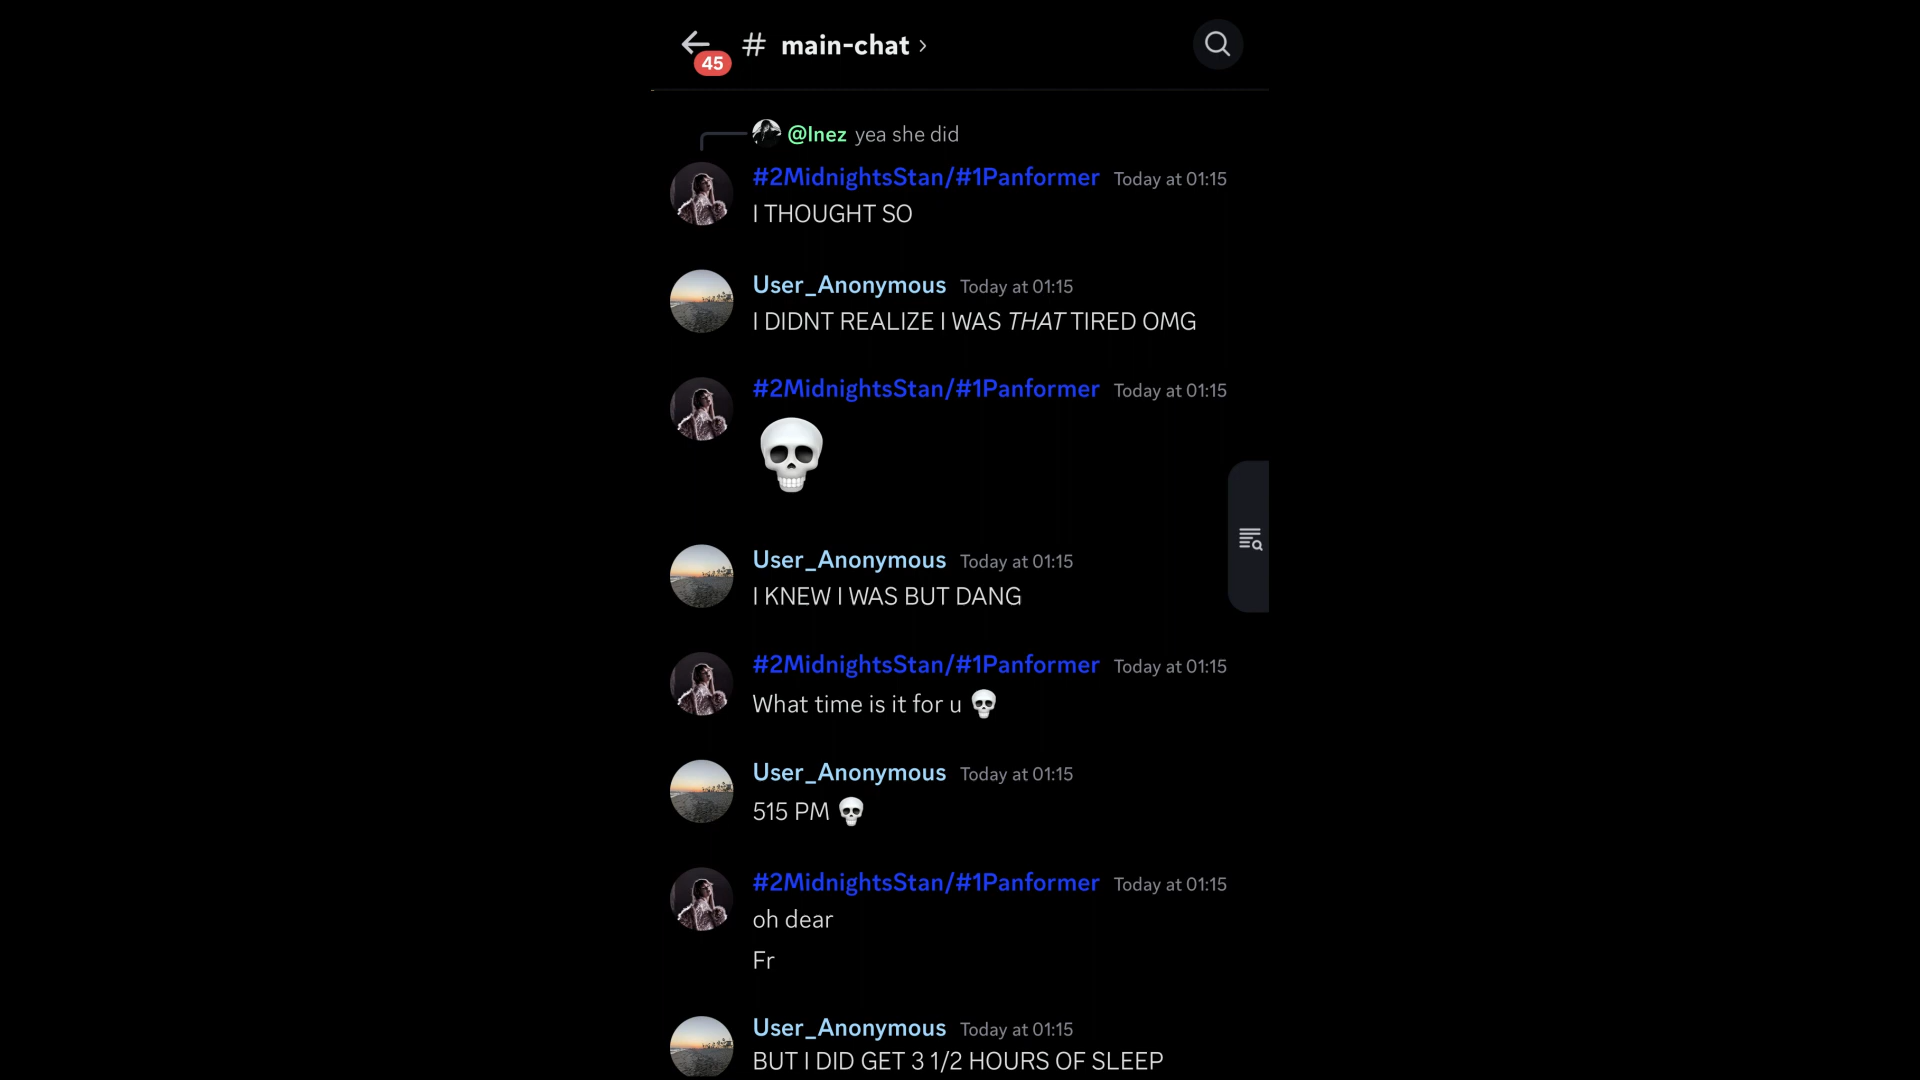 45
# main-chat ›
@Inez yea she did
#2MidnightsStan/#1Panformer Today at 01:15
I THOUGHT SO
User_Anonymous Today at 01:15
I DIDNT REALIZE I WAS THAT TIRED OMG
#2MidnightsStan/#1Panformer Today at 01:15
💀
User_Anonymous Today at 01:15
I KNEW I WAS BUT DANG
#2MidnightsStan/#1Panformer Today at 01:15
What time is it for u 💀
User_Anonymous Today at 01:15
515 PM 💀
#2MidnightsStan/#1Panformer Today at 01:15
oh dear
Fr
User_Anonymous Today at 01:15
BUT I DID GET 3 1/2 HOURS OF SLEEP